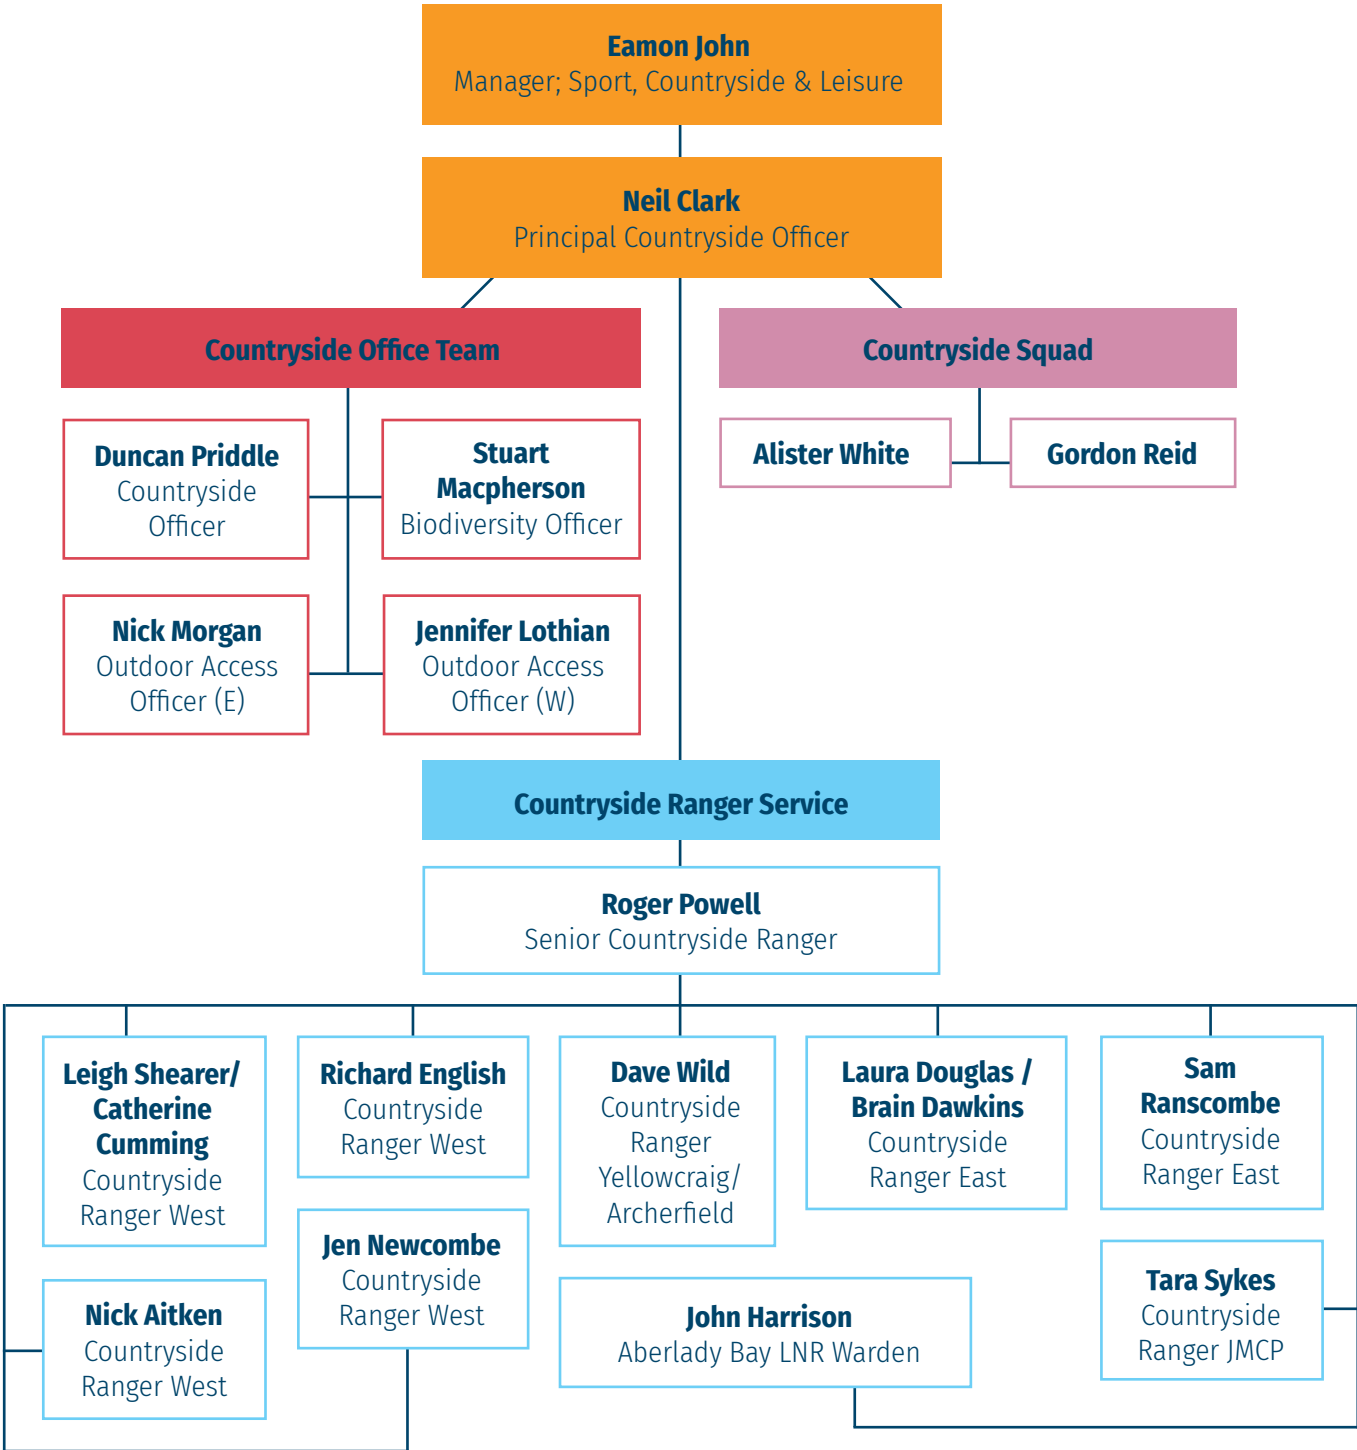 Eamon John
Manager; Sport, Countryside & Leisure
Neil Clark
Principal Countryside Officer
Countryside Office Team
Countryside Squad
Duncan Priddle
Countryside
Officer
Stuart
Macpherson
Biodiversity Officer
Alister White
Gordon Reid
Nick Morgan
Outdoor Access
Officer (E)
Jennifer Lothian
Outdoor Access
Officer (W)
Countryside Ranger Service
Roger Powell
Senior Countryside Ranger
Leigh Shearer/
Catherine
Cumming
Countryside
Ranger West
Richard English
Countryside
Ranger West
Dave Wild
Countryside
Ranger
Yellowcraig/
Archerfield
Laura Douglas /
Brain Dawkins
Countryside
Ranger East
Sam
Ranscombe
Countryside
Ranger East
Nick Aitken
Countryside
Ranger West
Jen Newcombe
Countryside
Ranger West
John Harrison
Aberlady Bay LNR Warden
Tara Sykes
Countryside
Ranger JMCP